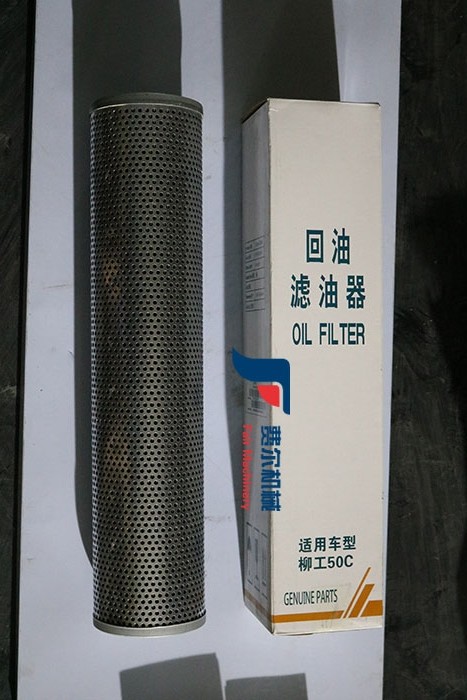 回油
滤油器
OIL FILTER
费尔机械
Fair Machinery
适用车型
柳工50C
GENUINE PARTS